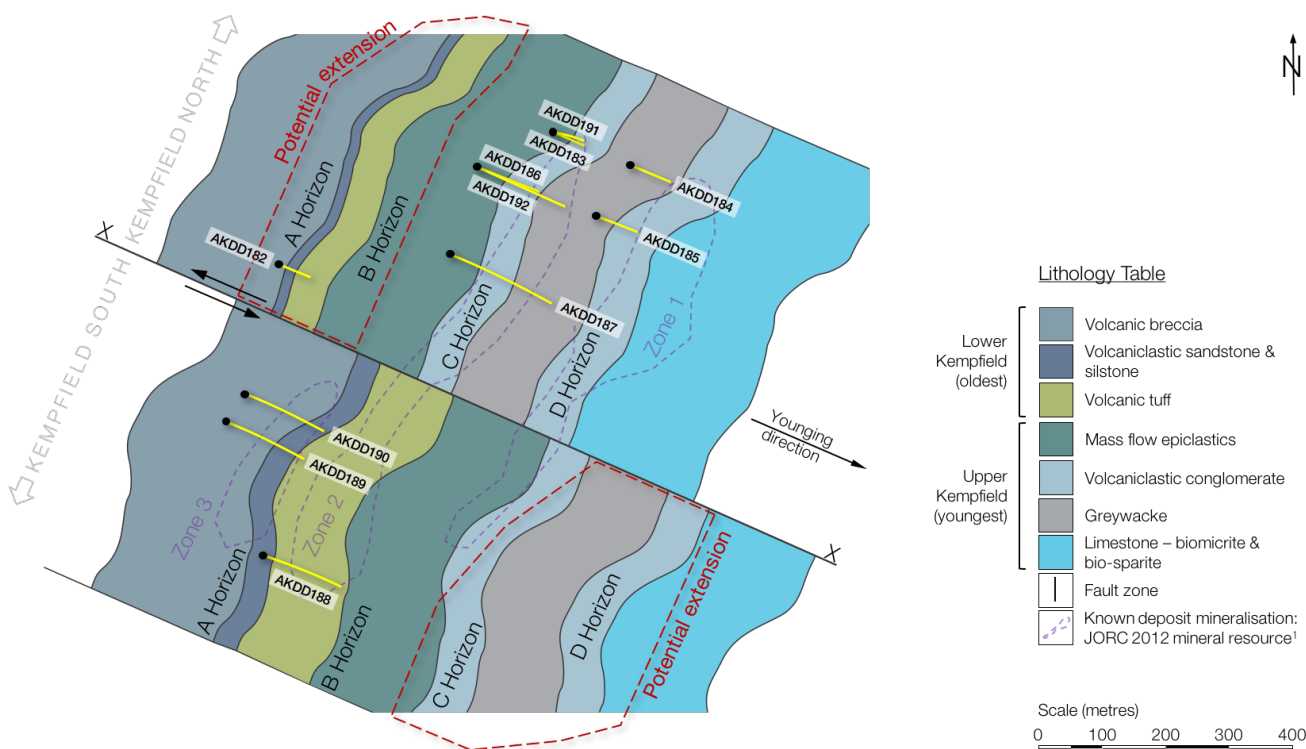 KEMPFIELD SOUTH KEMPFIELD NORTH
Potential extension
N
AKDD191
AKDD183
AKDD186
AKDD192
AKDD184
AKDD185
AKDD182
A Horizon
B Horizon
X
AKDD187
C Horizon
D Horizon
Zone 1
AKDD190
AKDD189
Zone 3
Zone 2
AKDD188
A Horizon
B Horizon
C Horizon
D Horizon
Potential extension
X
Younging
direction
Lithology Table
Lower
Kempfield
(oldest)
Volcanic breccia
Volcaniclastic sandstone &
silstone
Volcanic tuff
Upper
Kempfield
(youngest)
Mass flow epiclastics
Volcaniclastic conglomerate
Greywacke
Limestone – biomicrite &
bio-sparite
Fault zone
Known deposit mineralisation:
JORC 2012 mineral resource¹
Scale (metres)
0 100 200 300 400